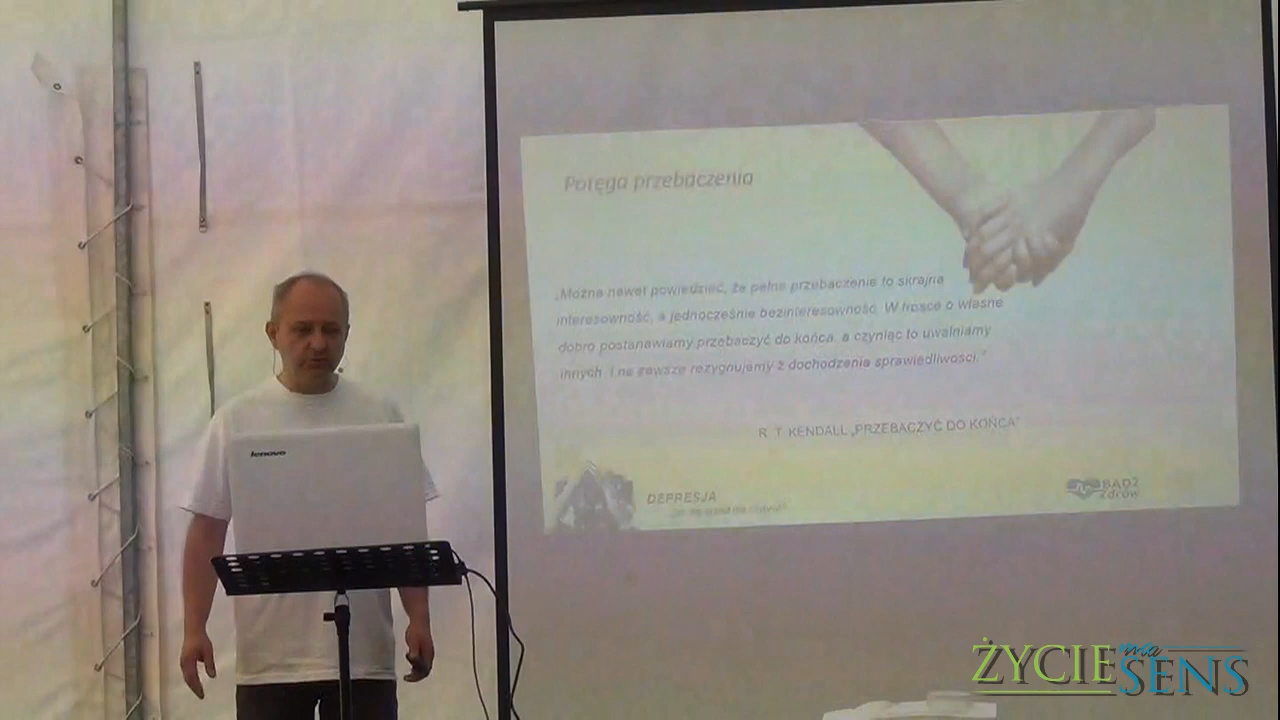 Potęga przebaczenia
„Można nawet powiedzieć, że pełne przebaczenie to skrajna
interesowność, a jednocześnie bezinteresowność. W trosce o własne
dobro postanawiamy przebaczyć do końca, a czyniąc to uwalniamy
innych. I na zawsze rezygnujemy z dochodzenia sprawiedliwości."
R. T. KENDALL „PRZEBACZYĆ DO KOŃCA"
lenovo
DEPRESJA
BĄDŹ
zdrów
ŻYCIE ma
SENS